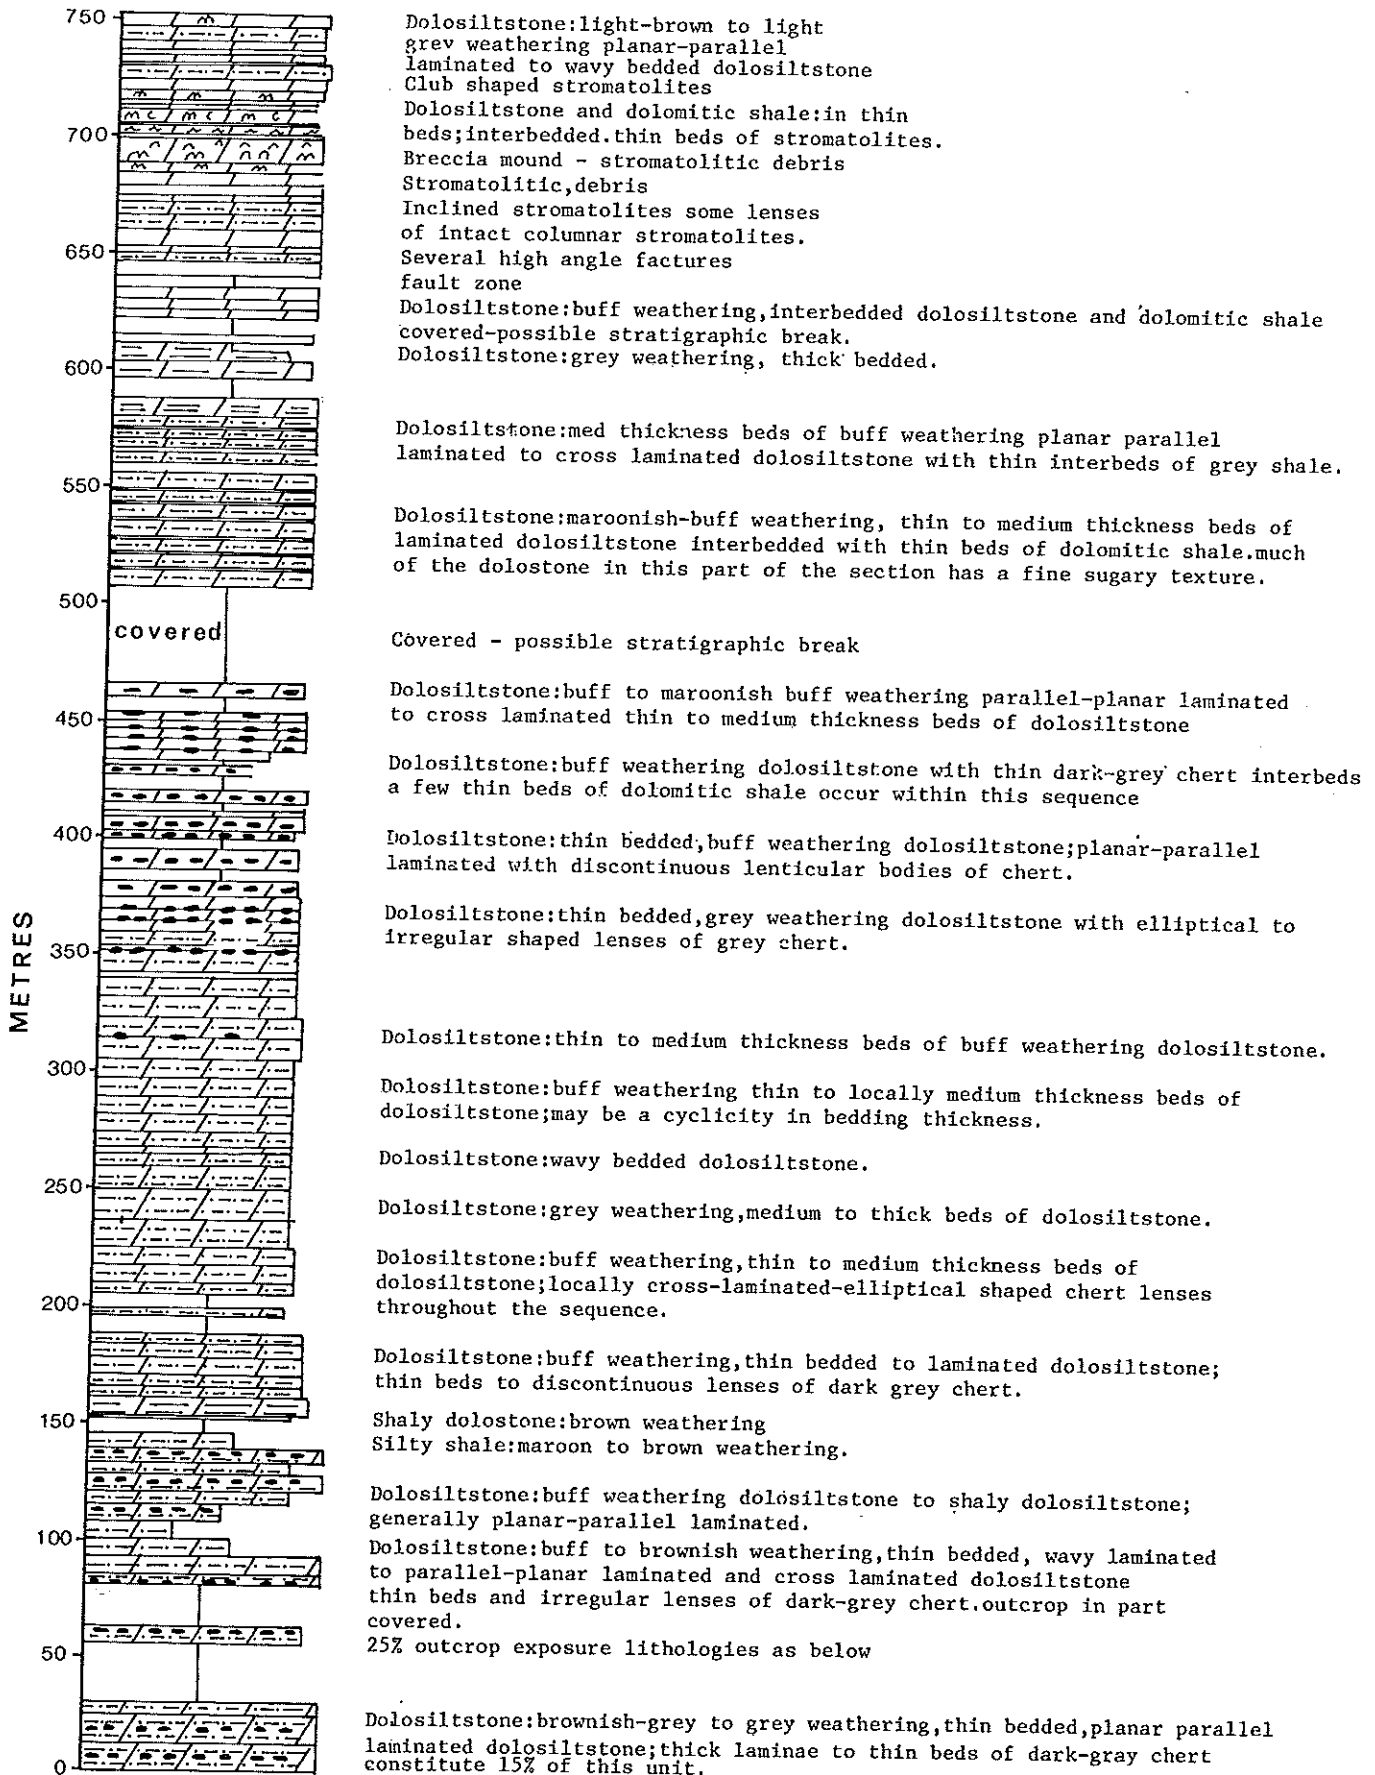 750
Dolosiltstone:light-brown to light
grev weathering planar-parallel
laminated to wavy bedded dolosiltstone
Club shaped stromatolites
Dolosiltstone and dolomitic shale:in thin
700
beds;interbedded.thin beds of stromatolites.
Breccia mound - stromatolitic debris
Stromatolitic,debris
Inclined stromatolites some lenses
of intact columnar stromatolites.
650
Several high angle factures
fault zone
Dolosiltstone:buff weathering,interbedded dolosiltstone and dolomitic shale
covered-possible stratigraphic break.
Dolosiltstone:grey weathering, thick bedded.
600
Dolosiltstone:med thickness beds of buff weathering planar parallel
laminated to cross laminated dolosiltstone with thin interbeds of grey shale.
550
Dolosiltstone:maroonish-buff weathering, thin to medium thickness beds of
laminated dolosiltstone interbedded with thin beds of dolomitic shale.much
of the dolostone in this part of the section has a fine sugary texture.
500
covered
Covered - possible stratigraphic break
Dolosiltstone:buff to maroonish buff weathering parallel-planar laminated
450
to cross laminated thin to medium thickness beds of dolosiltstone
Dolosiltstone:buff weathering dolosiltstone with thin dark-grey chert interbeds
a few thin beds of dolomitic shale occur within this sequence
400
Dolosiltstone:thin bedded,buff weathering dolosiltstone;planar-parallel
laminated with discontinuous lenticular bodies of chert.
METRES
Dolosiltstone:thin bedded,grey weathering dolosiltstone with elliptical to
irregular shaped lenses of grey chert.
350
Dolosiltstone:thin to medium thickness beds of buff weathering dolosiltstone.
300
Dolosiltstone:buff weathering thin to locally medium thickness beds of
dolosiltstone;may be a cyclicity in bedding thickness.
Dolosiltstone:wavy bedded dolosiltstone.
250
Dolosiltstone:grey weathering,medium to thick beds of dolosiltstone.
Dolosiltstone:buff weathering,thin to medium thickness beds of
dolosiltstone;locally cross-laminated-elliptical shaped chert lenses
200
throughout the sequence.
Dolosiltstone:buff weathering,thin bedded to laminated dolosiltstone;
thin beds to discontinuous lenses of dark grey chert.
150
Shaly dolostone:brown weathering
Silty shale:maroon to brown weathering.
Dolosiltstone:buff weathering dolosiltstone to shaly dolosiltstone;
generally planar-parallel laminated.
100
Dolosiltstone:buff to brownish weathering,thin bedded, wavy laminated
to parallel-planar laminated and cross laminated dolosiltstone
thin beds and irregular lenses of dark-grey chert.outcrop in part
covered.
50
25% outcrop exposure lithologies as below
Dolosiltstone:brownish-grey to grey weathering,thin bedded,planar parallel
laminated dolosiltstone;thick laminae to thin beds of dark-gray chert
0
constitute 15% of this unit.